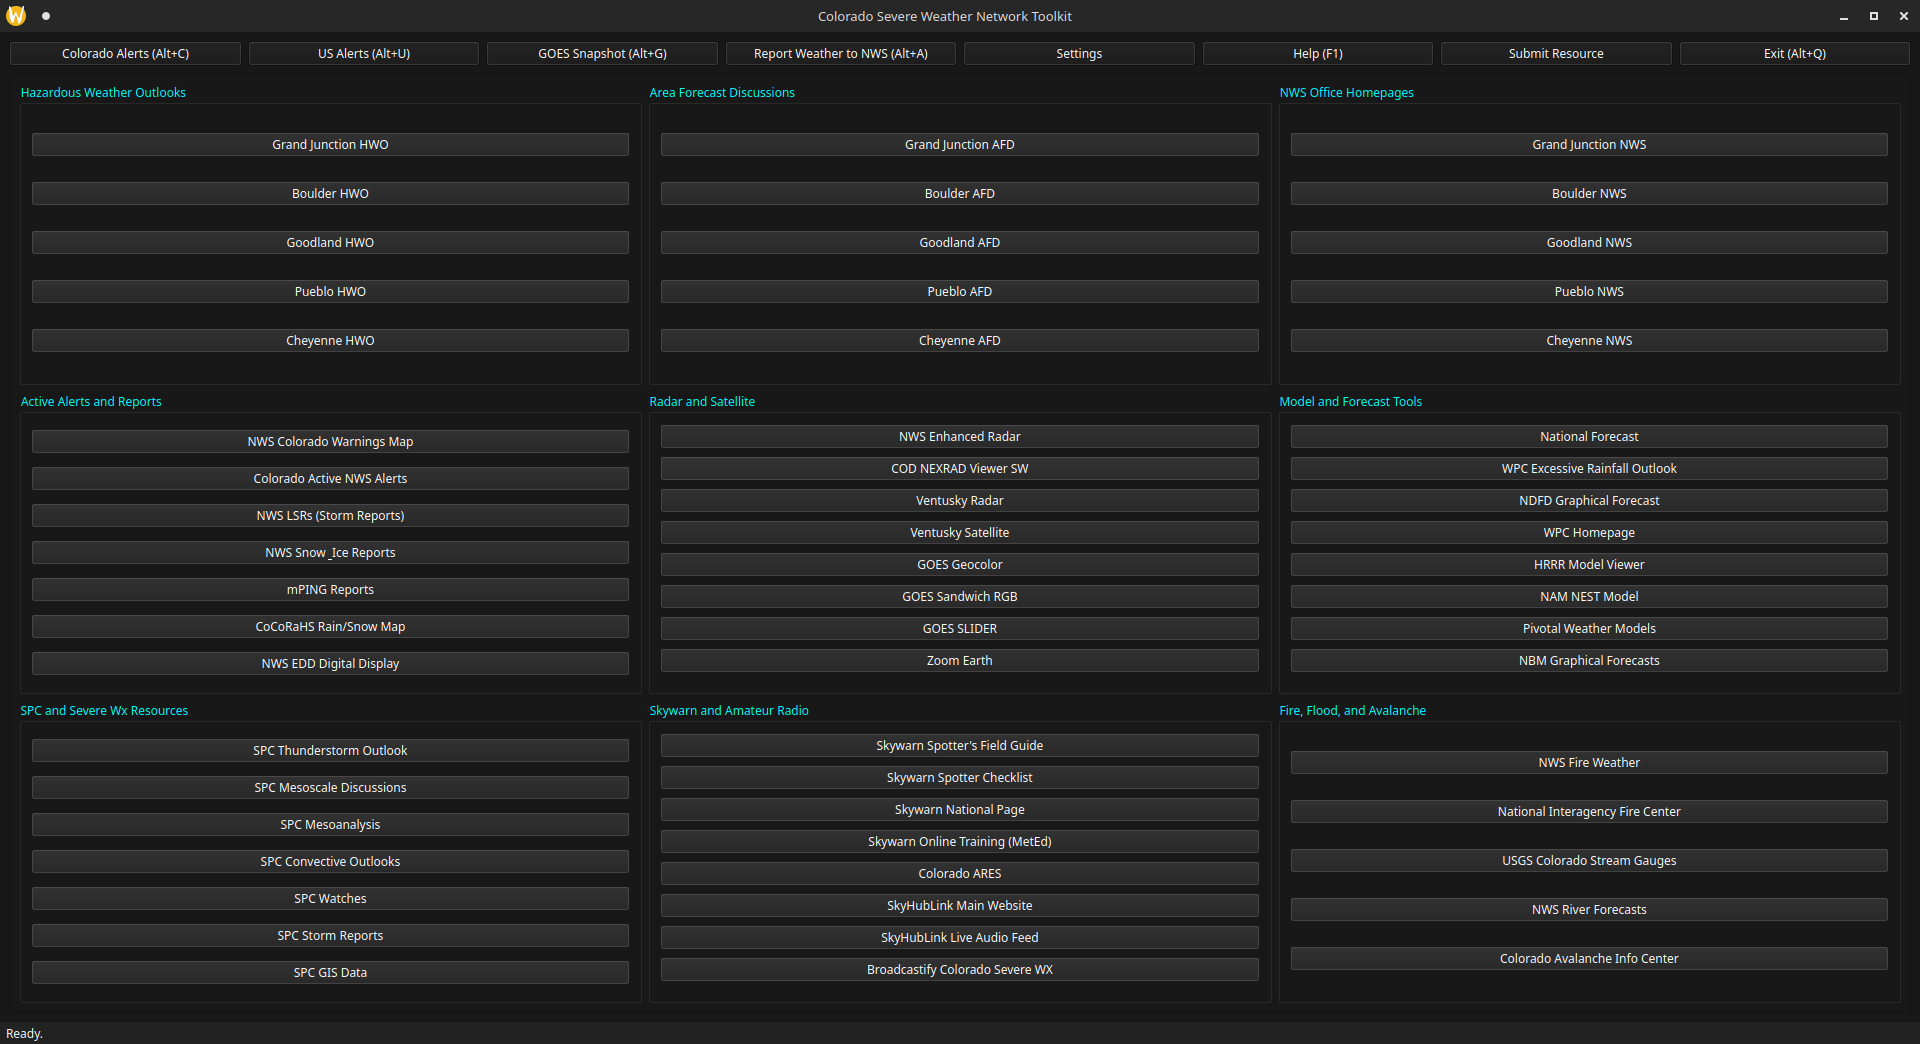 W
Colorado Severe Weather Network Toolkit
Colorado Alerts (Alt+C)
US Alerts (Alt+U)
GOES Snapshot (Alt+G)
Report Weather to NWS (Alt+A)
Settings
Help (F1)
Submit Resource
Exit (Alt+Q)
Hazardous Weather Outlooks
Grand Junction HWO
Boulder HWO
Goodland HWO
Pueblo HWO
Cheyenne HWO
Area Forecast Discussions
Grand Junction AFD
Boulder AFD
Goodland AFD
Pueblo AFD
Cheyenne AFD
NWS Office Homepages
Grand Junction NWS
Boulder NWS
Goodland NWS
Pueblo NWS
Cheyenne NWS
Active Alerts and Reports
NWS Colorado Warnings Map
Colorado Active NWS Alerts
NWS LSRs (Storm Reports)
NWS Snow _Ice Reports
mPING Reports
CoCoRaHS Rain/Snow Map
NWS EDD Digital Display
Radar and Satellite
NWS Enhanced Radar
COD NEXRAD Viewer SW
Ventusky Radar
Ventusky Satellite
GOES Geocolor
GOES Sandwich RGB
GOES SLIDER
Zoom Earth
Model and Forecast Tools
National Forecast
WPC Excessive Rainfall Outlook
NDFD Graphical Forecast
WPC Homepage
HRRR Model Viewer
NAM NEST Model
Pivotal Weather Models
NBM Graphical Forecasts
SPC and Severe Wx Resources
SPC Thunderstorm Outlook
SPC Mesoscale Discussions
SPC Mesoanalysis
SPC Convective Outlooks
SPC Watches
SPC Storm Reports
SPC GIS Data
Skywarn and Amateur Radio
Skywarn Spotter's Field Guide
Skywarn Spotter Checklist
Skywarn National Page
Skywarn Online Training (MetEd)
Colorado ARES
SkyHubLink Main Website
SkyHubLink Live Audio Feed
Broadcastify Colorado Severe WX
Fire, Flood, and Avalanche
NWS Fire Weather
National Interagency Fire Center
USGS Colorado Stream Gauges
NWS River Forecasts
Colorado Avalanche Info Center
Ready.